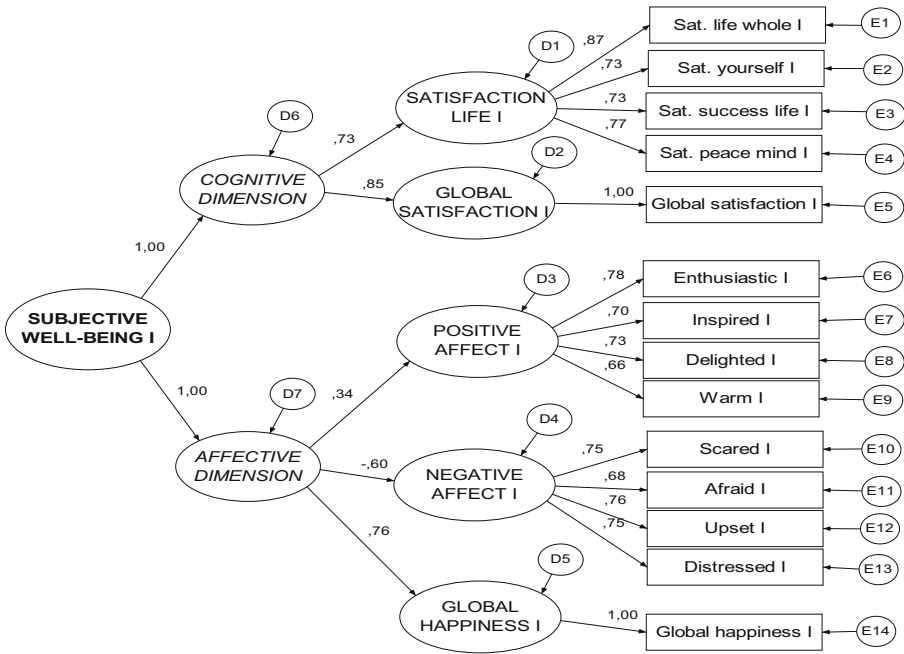 D1
,87
Sat. life whole I
E1
,73
Sat. yourself I
E2
SATISFACTION
LIFE I
,73
Sat. success life I
E3
D6
,77
Sat. peace mind I
E4
,73
D2
COGNITIVE
DIMENSION
,85
GLOBAL
SATISFACTION I
1,00
Global satisfaction I
E5
1,00
D3
,78
Enthusiastic I
E6
SUBJECTIVE
WELL-BEING I
POSITIVE
AFFECT I
,70
Inspired I
E7
,73
Delighted I
E8
,66
Warm I
E9
1,00
D7
,34
D4
,75
Scared I
E10
AFFECTIVE
DIMENSION
-,60
NEGATIVE
AFFECT I
,68
Afraid I
E11
,76
Upset I
E12
,75
Distressed I
E13
,76
D5
GLOBAL
HAPPINESS I
1,00
Global happiness I
E14